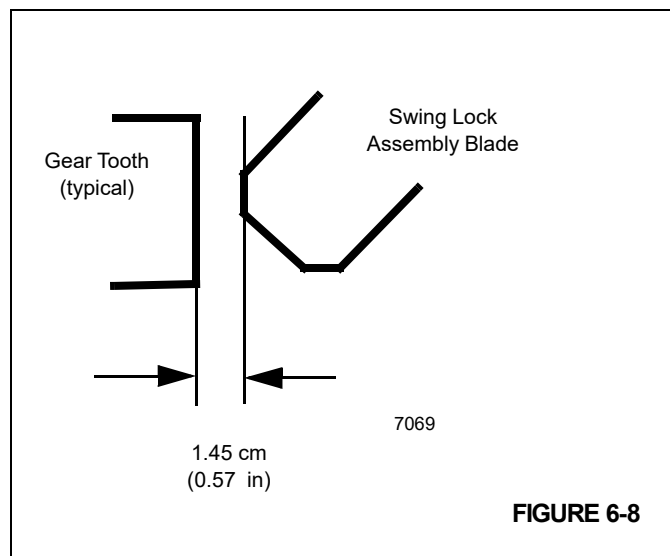 Swing Lock
Assembly Blade
Gear Tooth
(typical)
7069
1.45 cm
(0.57 in)
FIGURE 6-8